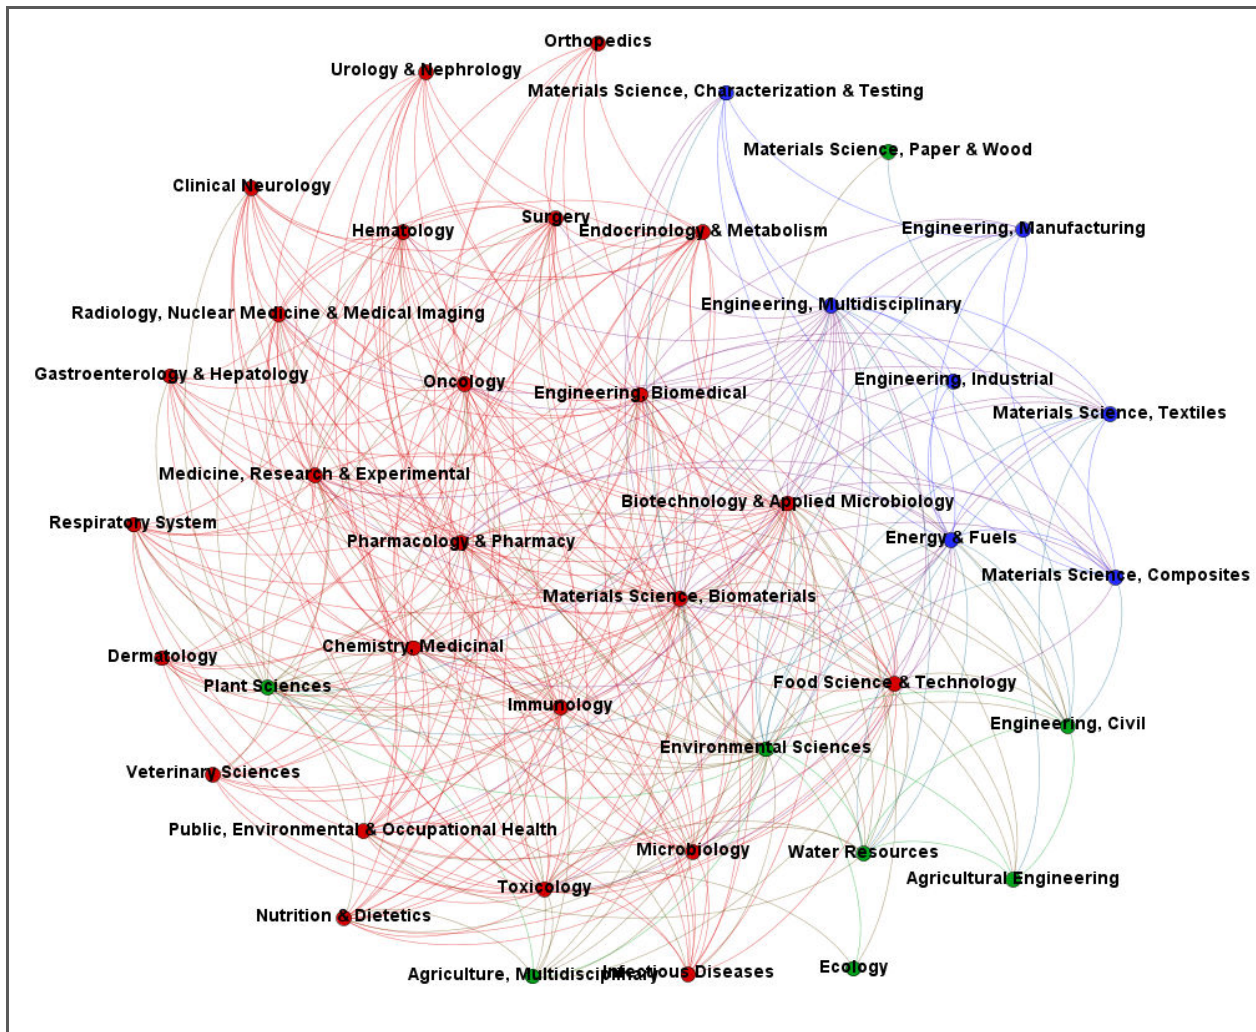 Orthopedics
Urology & Nephrology
Materials Science, Characterization & Testing
Materials Science, Paper & Wood
Clinical Neurology
Surgery
Hematology
Endocrinology & Metabolism
Engineering, Manufacturing
Engineering, Multidisciplinary
Radiology, Nuclear Medicine & Medical Imaging
Gastroenterology & Hepatology
Oncology
Engineering, Biomedical
Engineering, Industrial
Materials Science, Textiles
Medicine, Research & Experimental
Biotechnology & Applied Microbiology
Respiratory System
Pharmacology & Pharmacy
Energy & Fuels
Materials Science, Composites
Materials Science, Biomaterials
Chemistry, Medicinal
Dermatology
Plant Sciences
Food Science & Technology
Immunology
Engineering, Civil
Environmental Sciences
Veterinary Sciences
Public, Environmental & Occupational Health
Microbiology
Water Resources
Agricultural Engineering
Toxicology
Nutrition & Dietetics
Agriculture, Multidisciplinary
Infectious Diseases
Ecology